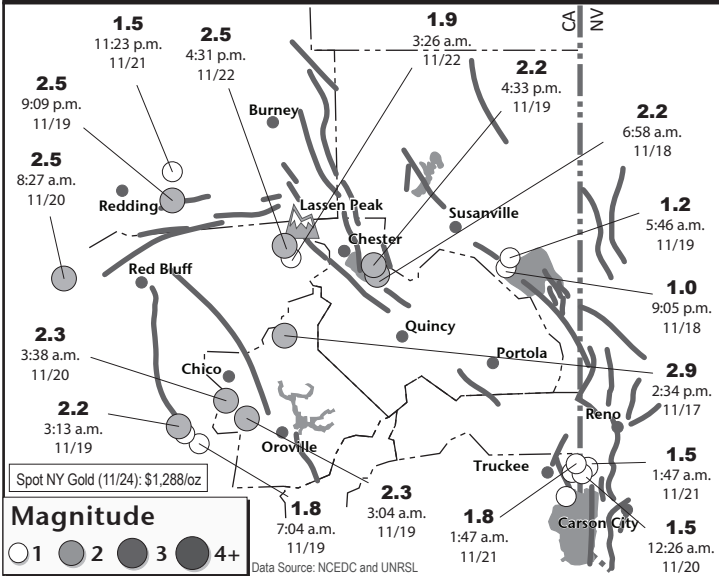 1.5
11:23 p.m.
11/21
2.5
4:31 p.m.
11/22
1.9
3:26 a.m.
11/22
CA
NV
2.5
9:09 p.m.
11/19
Burney
2.2
4:33 p.m.
11/19
2.2
6:58 a.m.
11/18
2.5
8:27 a.m.
11/20
Redding
Lassen Peak
Susanville
1.2
5:46 a.m.
11/19
Chester
Red Bluff
1.0
9:05 p.m.
11/18
2.3
3:38 a.m.
11/20
Quincy
Portola
Chico
2.9
2:34 p.m.
11/17
2.2
3:13 a.m.
11/19
Reno
Oroville
Truckee
1.5
1:47 a.m.
11/21
Spot NY Gold (11/24): $1,288/oz
1.8
7:04 a.m.
11/19
2.3
3:04 a.m.
11/19
1.8
1:47 a.m.
11/21
Carson City
1.5
12:26 a.m.
11/20
Magnitude
1 2 3 4+
Data Source: NCEDC and UNRSL